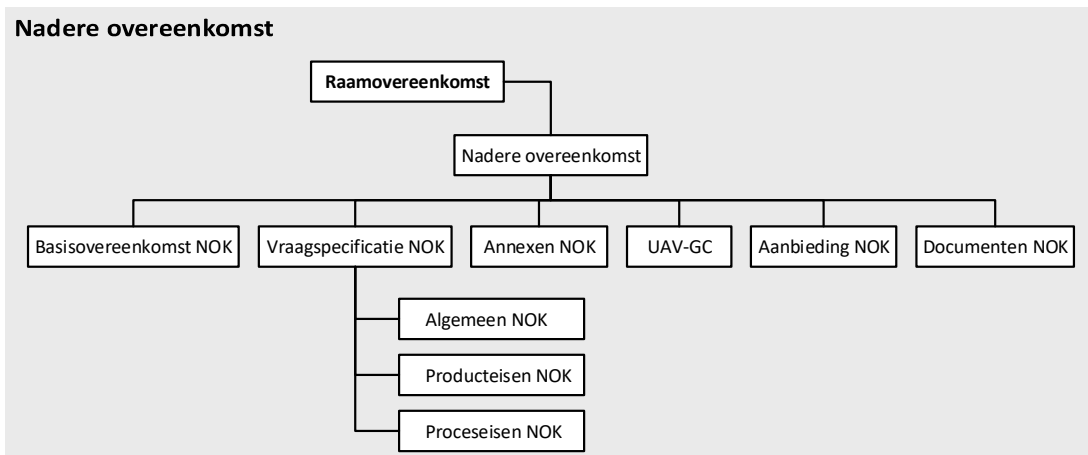 Nadere overeenkomst
Raamovereenkomst
Nadere overeenkomst
Basisovereenkomst NOK
Vraagspecificatie NOK
Annexen NOK
UAV-GC
Aanbieding NOK
Documenten NOK
Algemeen NOK
Producteisen NOK
Proceseisen NOK